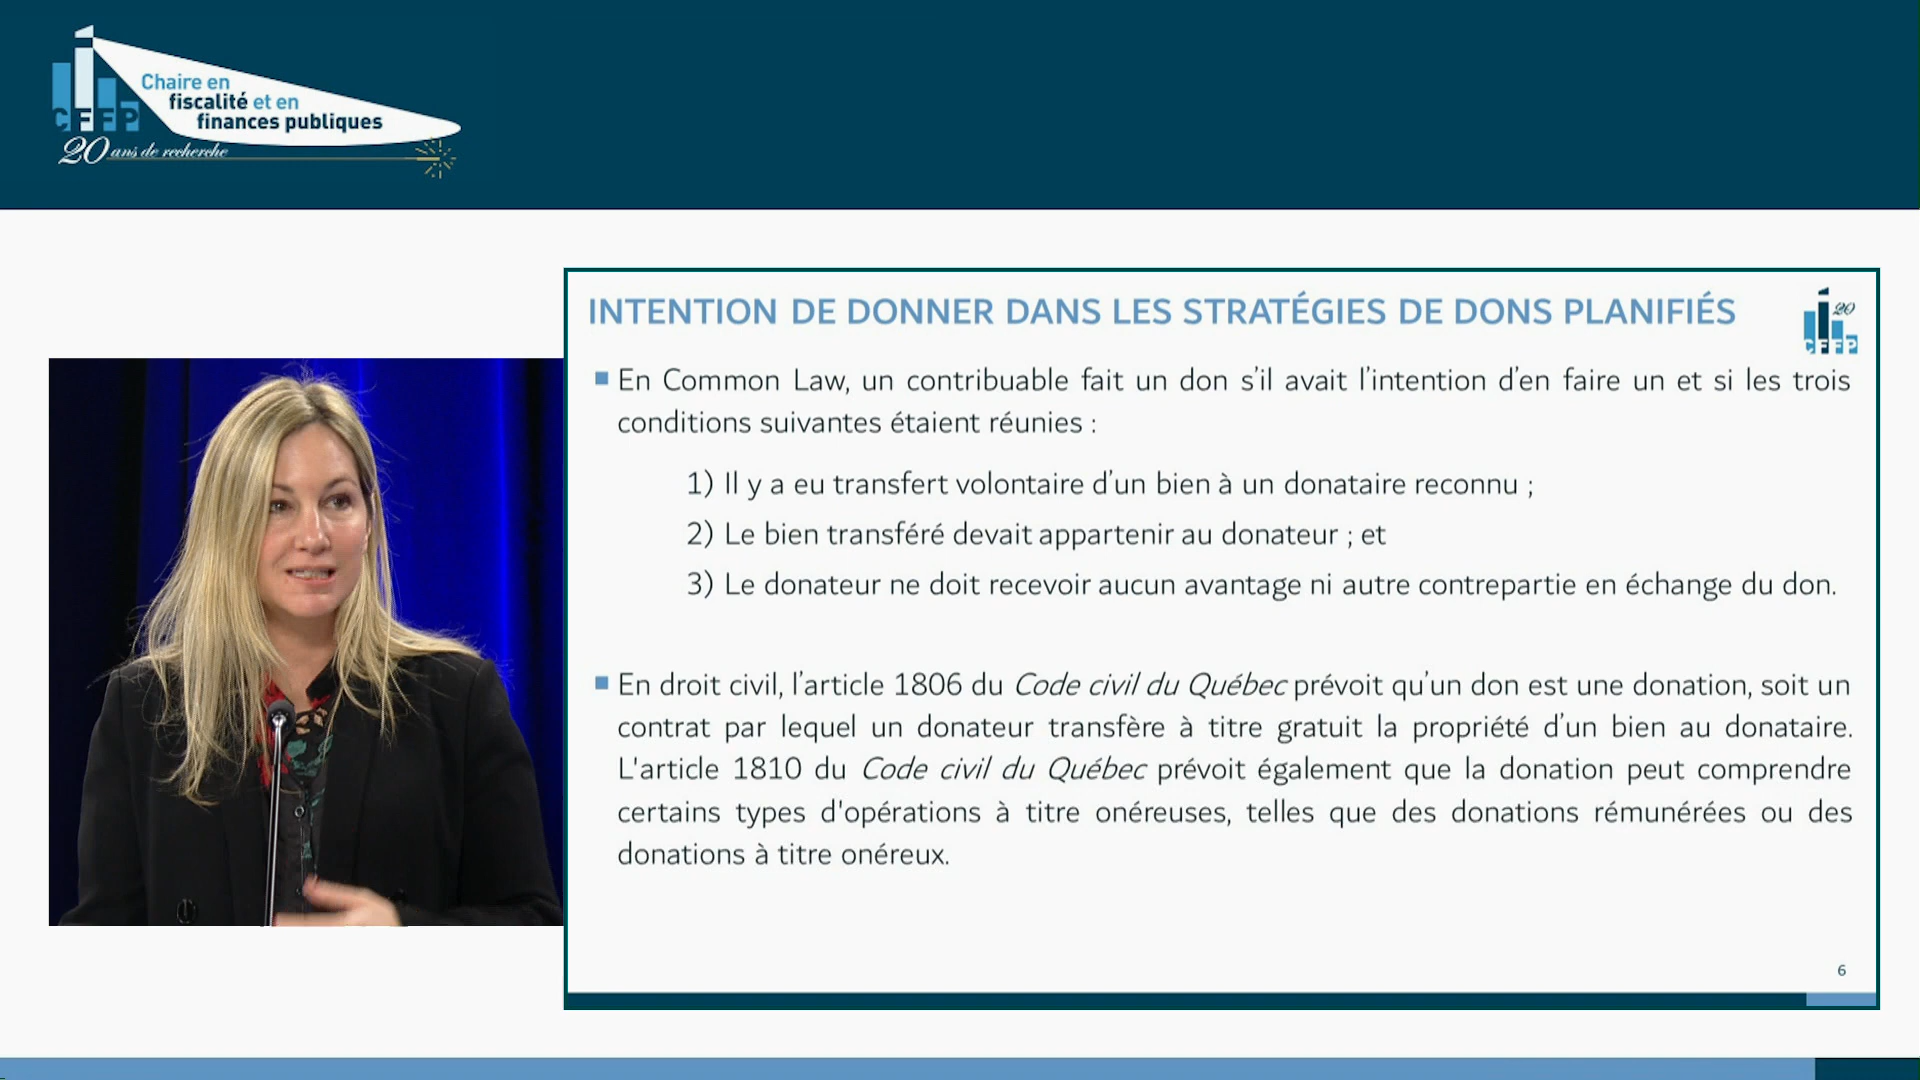 Chaire en
fiscalité et en
finances publiques
CFFP
20 ans de recherche
INTENTION DE DONNER DANS LES STRATÉGIES DE DONS PLANIFIÉS
20
CFFP
En Common Law, un contribuable fait un don s'il avait l'intention d'en faire un et si les trois
conditions suivantes étaient réunies :
1) Il y a eu transfert volontaire d'un bien à un donataire reconnu ;
2) Le bien transféré devait appartenir au donateur ; et
3) Le donateur ne doit recevoir aucun avantage ni autre contrepartie en échange du don.
En droit civil, l'article 1806 du Code civil du Québec prévoit qu'un don est une donation, soit un
contrat par lequel un donateur transfère à titre gratuit la propriété d'un bien au donataire.
L'article 1810 du Code civil du Québec prévoit également que la donation peut comprendre
certains types d'opérations à titre onéreuses, telles que des donations rémunérées ou des
donations à titre onéreux.
6